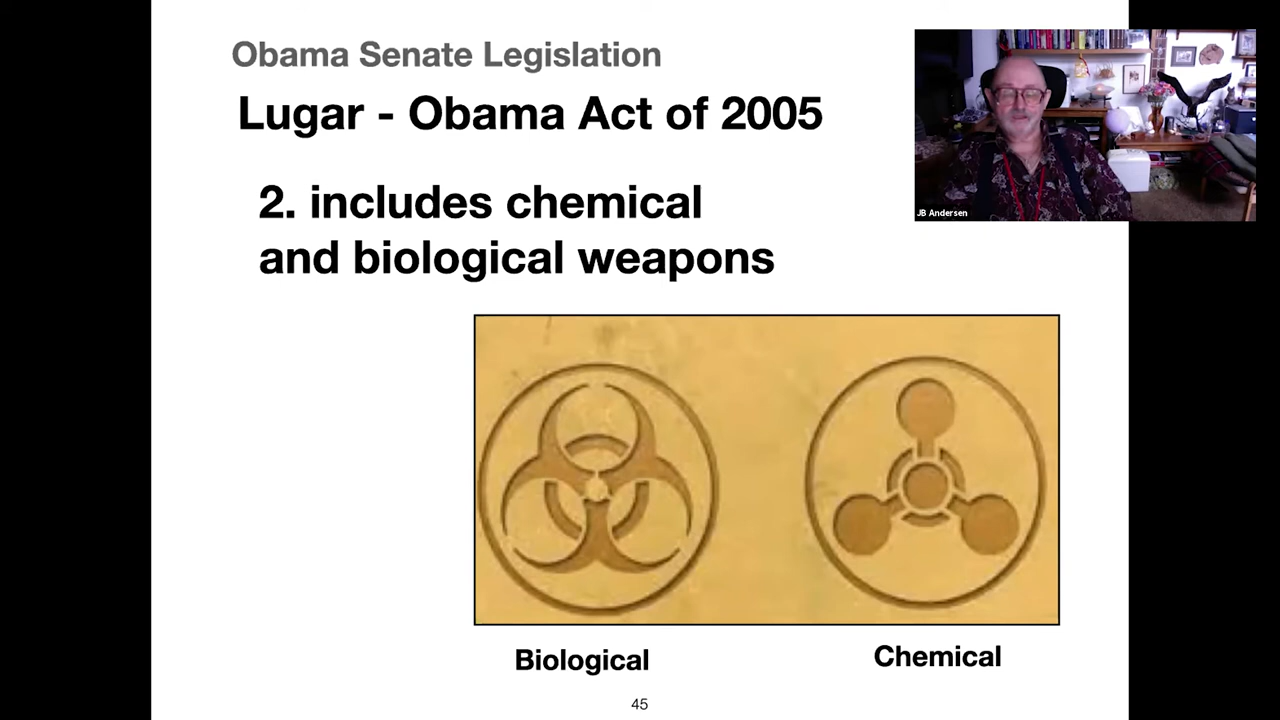 Obama Senate Legislation
Lugar - Obama Act of 2005
2. includes chemical
and biological weapons
JB Andersen
Biological
Chemical
45